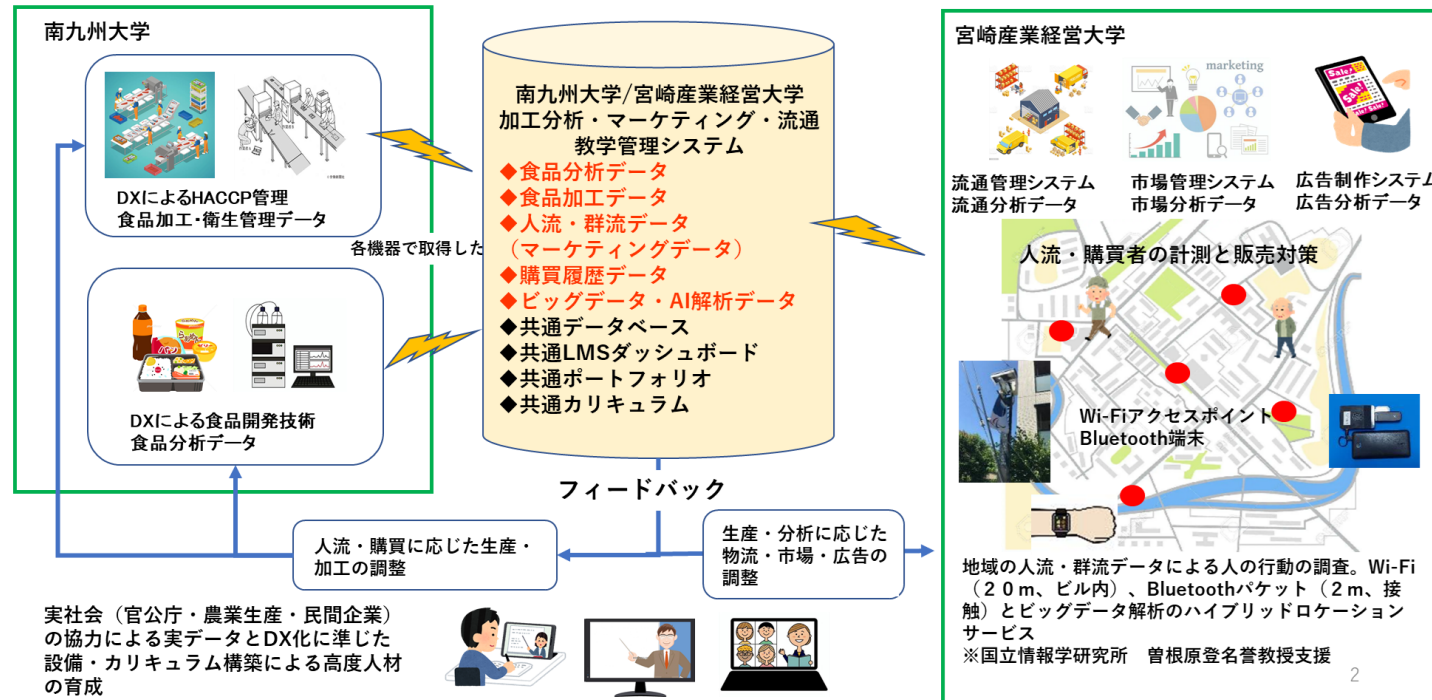 南九州大学
DXによるHACCP管理
食品加工・衛生管理データ
DXによる食品開発技術
食品分析データ
各機器で取得した
南九州大学/宮崎産業経営大学
加工分析・マーケティング・流通
教学管理システム
◆食品分析データ
◆食品加工データ
◆人流・群流データ
（マーケティングデータ）
◆購買履歴データ
◆ビッグデータ・AI解析データ
◆共通データベース
◆共通LMSダッシュボード
◆共通ポートフォリオ
◆共通カリキュラム
フィードバック
人流・購買に応じた生産・
加工の調整
生産・分析に応じた
物流・市場・広告の
調整
実社会（官公庁・農業生産・民間企業）
の協力による実データとDX化に準じた
設備・カリキュラム構築による高度人材
の育成
宮崎産業経営大学
marketing
Sale!
Sale!
流通管理システム
流通分析データ
市場管理システム
市場分析データ
広告制作システム
広告分析データ
人流・購買者の計測と販売対策
Wi-Fiアクセスポイント
Bluetooth端末
地域の人流・群流データによる人の行動の調査。Wi-Fi
（２０ｍ、ビル内）、Bluetoothパケット（２ｍ、接
触）とビッグデータ解析のハイブリッドロケーション
サービス
※国立情報学研究所　曽根原登名誉教授支援
2